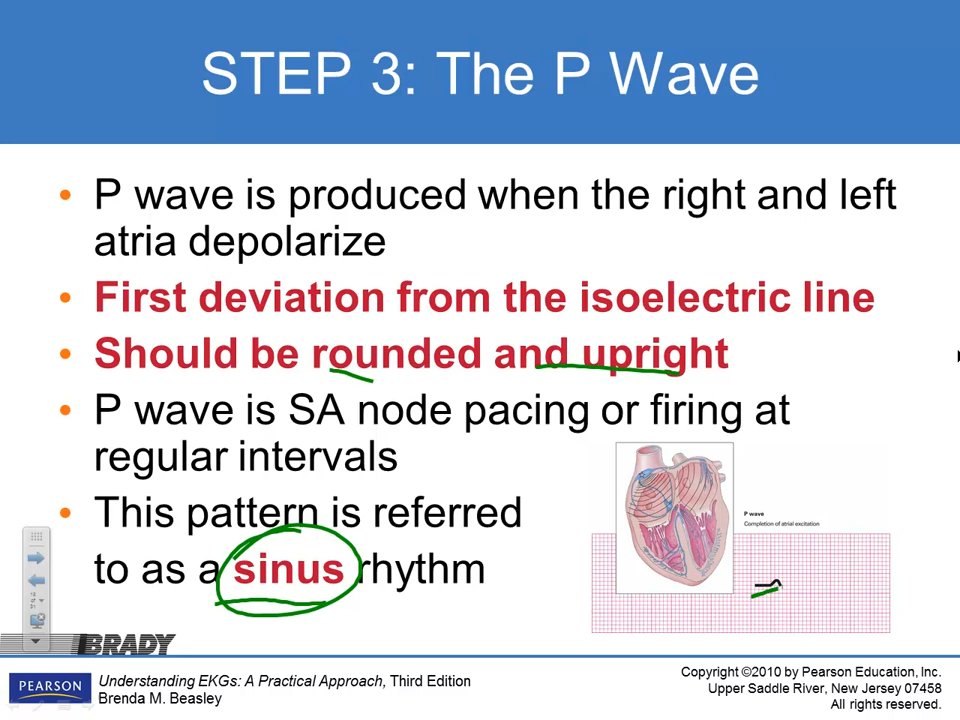 STEP 3: The P Wave
• P wave is produced when the right and left
atria depolarize
• First deviation from the isoelectric line
• Should be rounded and upright
• P wave is SA node pacing or firing at
regular intervals
• This pattern is referred
to as a sinus rhythm
P wave
Completion of atrial excitation
BRADY
PEARSON
Understanding EKGs: A Practical Approach, Third Edition
Brenda M. Beasley
Copyright ©2010 by Pearson Education, Inc.
Upper Saddle River, New Jersey 07458
All rights reserved.